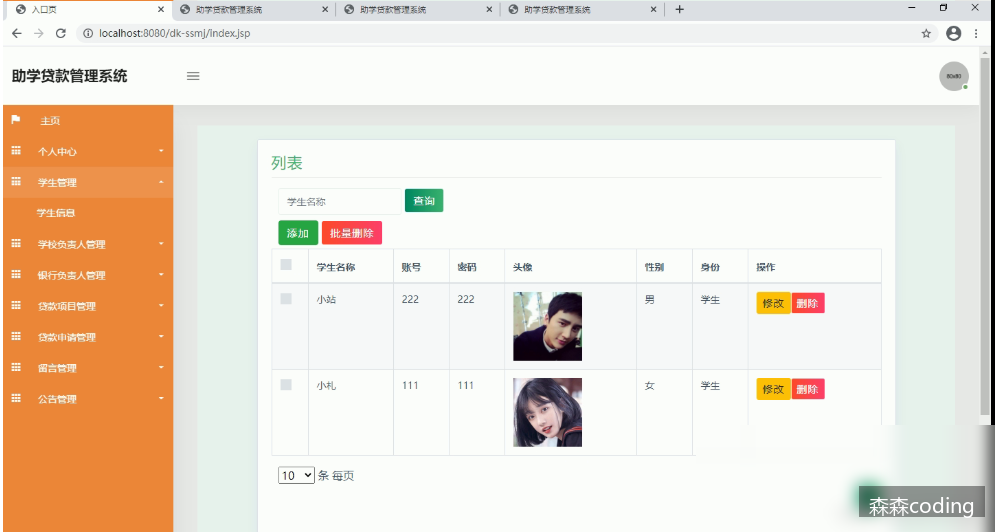 入口页 助学贷款管理系统 助学贷款管理系统 助学贷款管理系统
localhost:8080/dk-ssmj/index.jsp
助学贷款管理系统
80x80
主页
个人中心
学生管理
学生信息
学校负责人管理
银行负责人管理
贷款项目管理
贷款申请管理
留言管理
公告管理
列表
学生名称 查询
添加 批量删除
学生名称 账号 密码 头像 性别 身份 操作
小站 222 222 男 学生 修改 删除
小札 111 111 女 学生 修改 删除
10 条 每页
森森coding